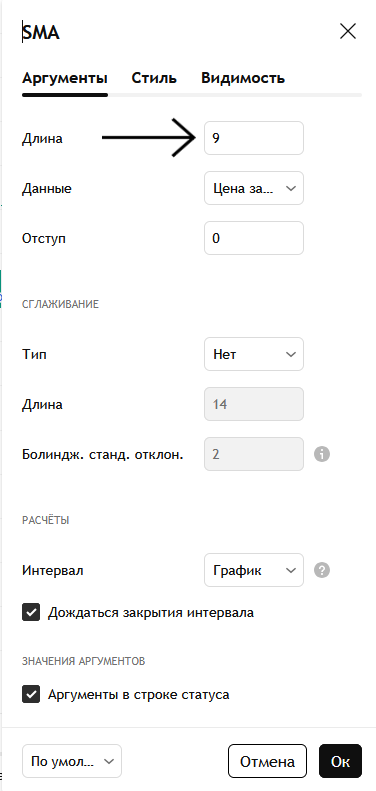 SMA
Аргументы Стиль Видимость
Длина 9
Данные Цена за...
Отступ 0
СГЛАЖИВАНИЕ
Тип Нет
Длина 14
Болиндж. станд. отклон. 2
РАСЧЁТЫ
Интервал График
Дождаться закрытия интервала
ЗНАЧЕНИЯ АРГУМЕНТОВ
Аргументы в строке статуса
По умол... Отмена Ок